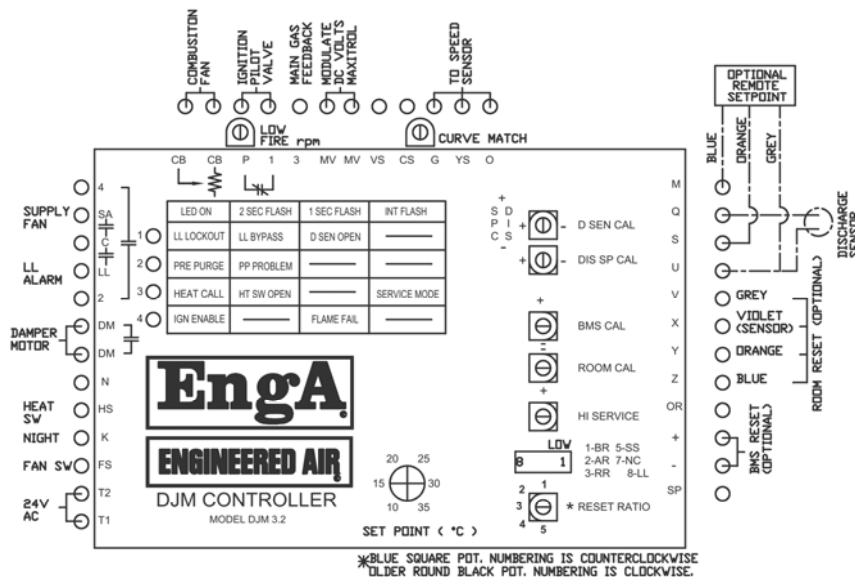 COMBUSITON FAN
IGNITION PILOT VALVE
MAIN GAS FEEDBACK
MODULATE DC VOLTS MAXITROL
TO SPEED SENSOR
LOW FIRE rpm
CURVE MATCH
OPTIONAL REMOTE SETPOINT
BLUE
ORANGE
GREY
CB CB P 1 3 MV MV VS CS G YS O
SUPPLY FAN
LL ALARM
DAMPER MOTOR
HEAT SW
NIGHT
FAN SW
24V AC
4
SA
C
LL
2
DM
DM
N
HS
K
FS
T2
T1
LED ON 2 SEC FLASH 1 SEC FLASH INT FLASH
1 LL LOCKOUT LL BYPASS D SEN OPEN
2 PRE PURGE PP PROBLEM
3 HEAT CALL HT SW OPEN SERVICE MODE
4 IGN ENABLE FLAME FAIL
EngA
ENGINEERED AIR
DJM CONTROLLER
MODEL DJM 3.2
20 25
15 30
10 35
SET POINT ( °C )
+
S D
P I
C S
-
+ - D SEN CAL
+ - DIS SP CAL
+
BMS CAL
-
ROOM CAL
+
HI SERVICE
LOW
8 1
1-BR 5-SS
2-AR 7-NC
3-RR 8-LL
2 1
3
4 5
* RESET RATIO
M
Q
S
U
V
X
Y
Z
OR
+
-
SP
DISCHARGE SENSOR
GREY
VIOLET (SENSOR)
ORANGE
BLUE
ROOM RESET (OPTIONAL)
BMS RESET (OPTIONAL)
*BLUE SQUARE POT. NUMBERING IS COUNTERCLOCKWISE
OLDER ROUND BLACK POT. NUMBERING IS CLOCKWISE.